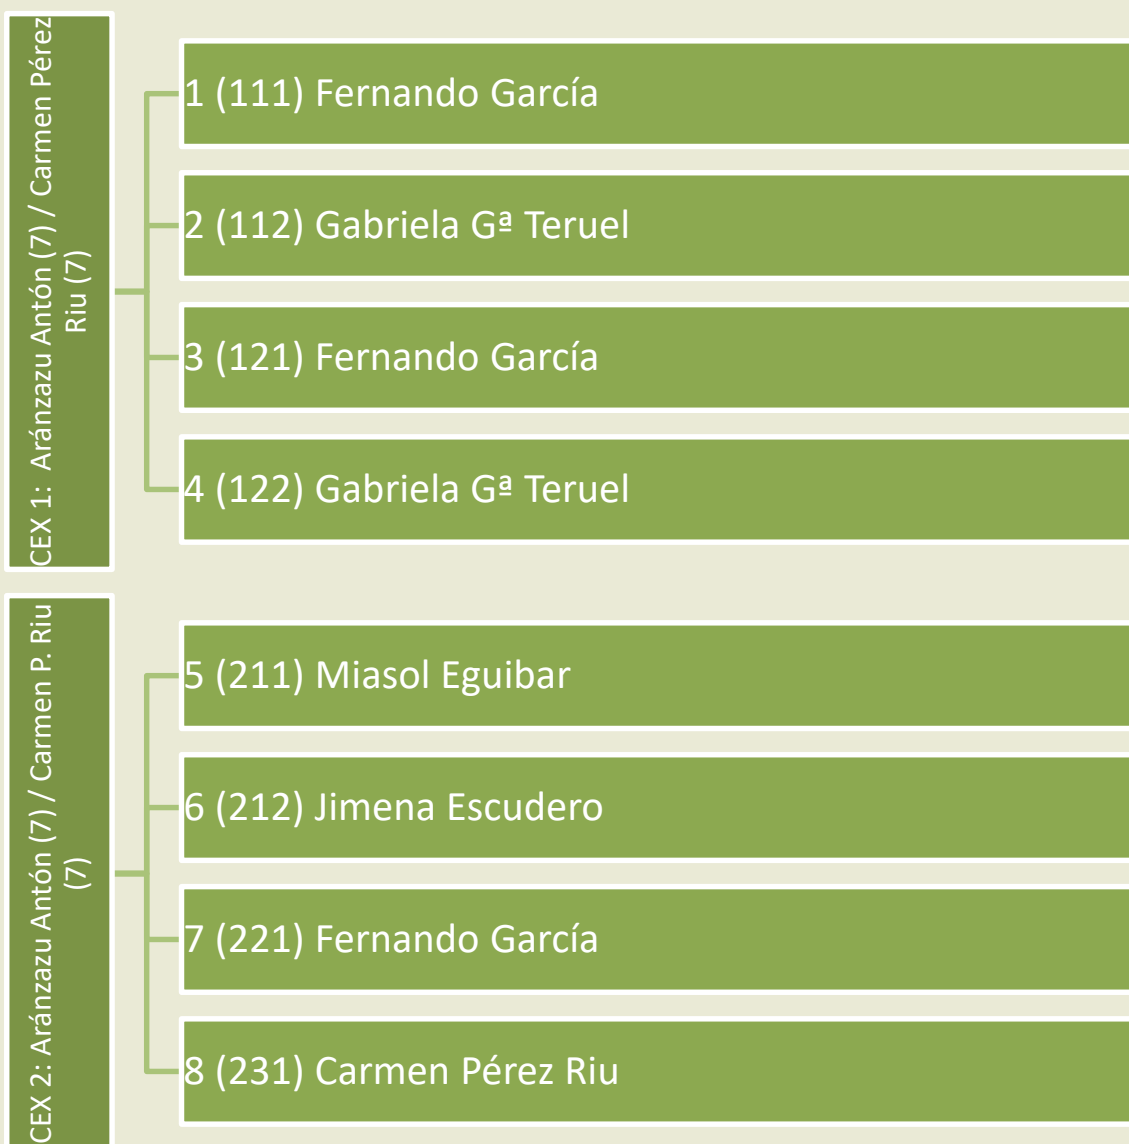 CEX 1:  Aránzazu Antón (7) / Carmen Pérez
Riu (7)
1 (111) Fernando García
2 (112) Gabriela Gª Teruel
3 (121) Fernando García
4 (122) Gabriela Gª Teruel
CEX 2: Aránzazu Antón (7) / Carmen P. Riu
(7)
5 (211) Miasol Eguibar
6 (212) Jimena Escudero
7 (221) Fernando García
8 (231) Carmen Pérez Riu